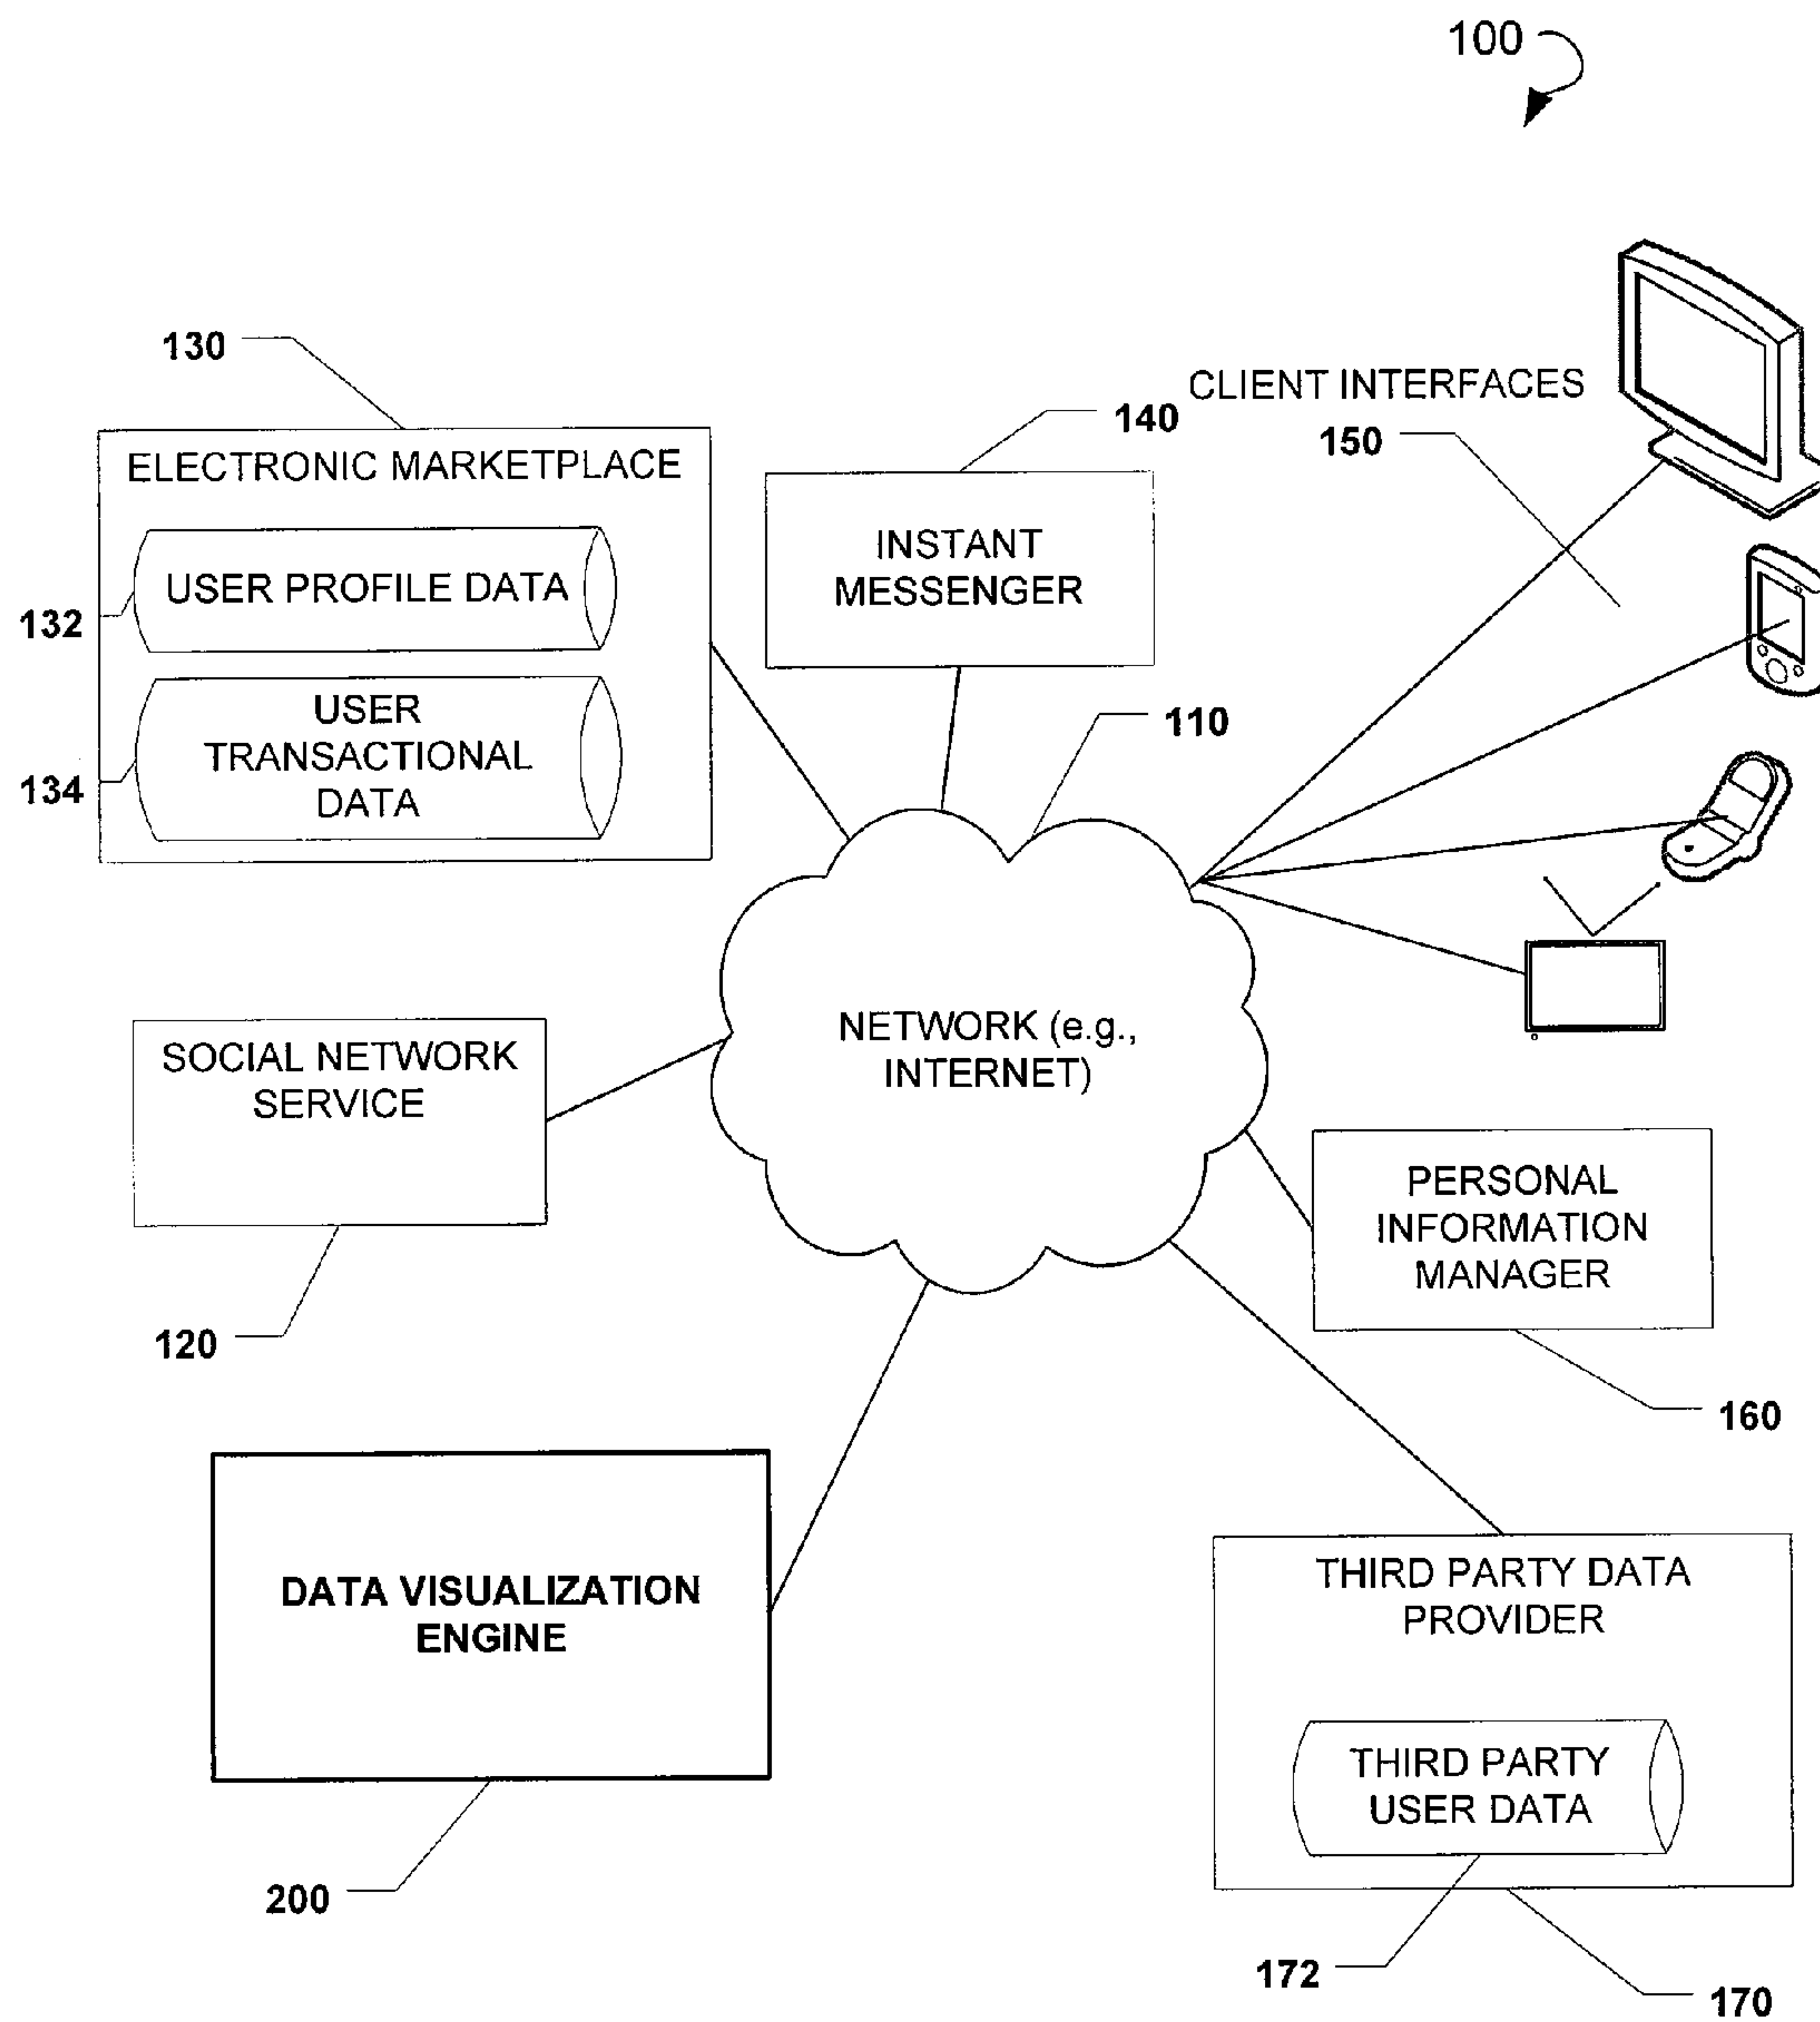 100
130
ELECTRONIC MARKETPLACE
USER PROFILE DATA
132
USER
TRANSACTIONAL
DATA
134
140
INSTANT
MESSENGER
CLIENT INTERFACES
150
110
NETWORK (e.g.,
INTERNET)
SOCIAL NETWORK
SERVICE
120
PERSONAL
INFORMATION
MANAGER
160
DATA VISUALIZATION
ENGINE
200
THIRD PARTY DATA
PROVIDER
THIRD PARTY
USER DATA
172
170